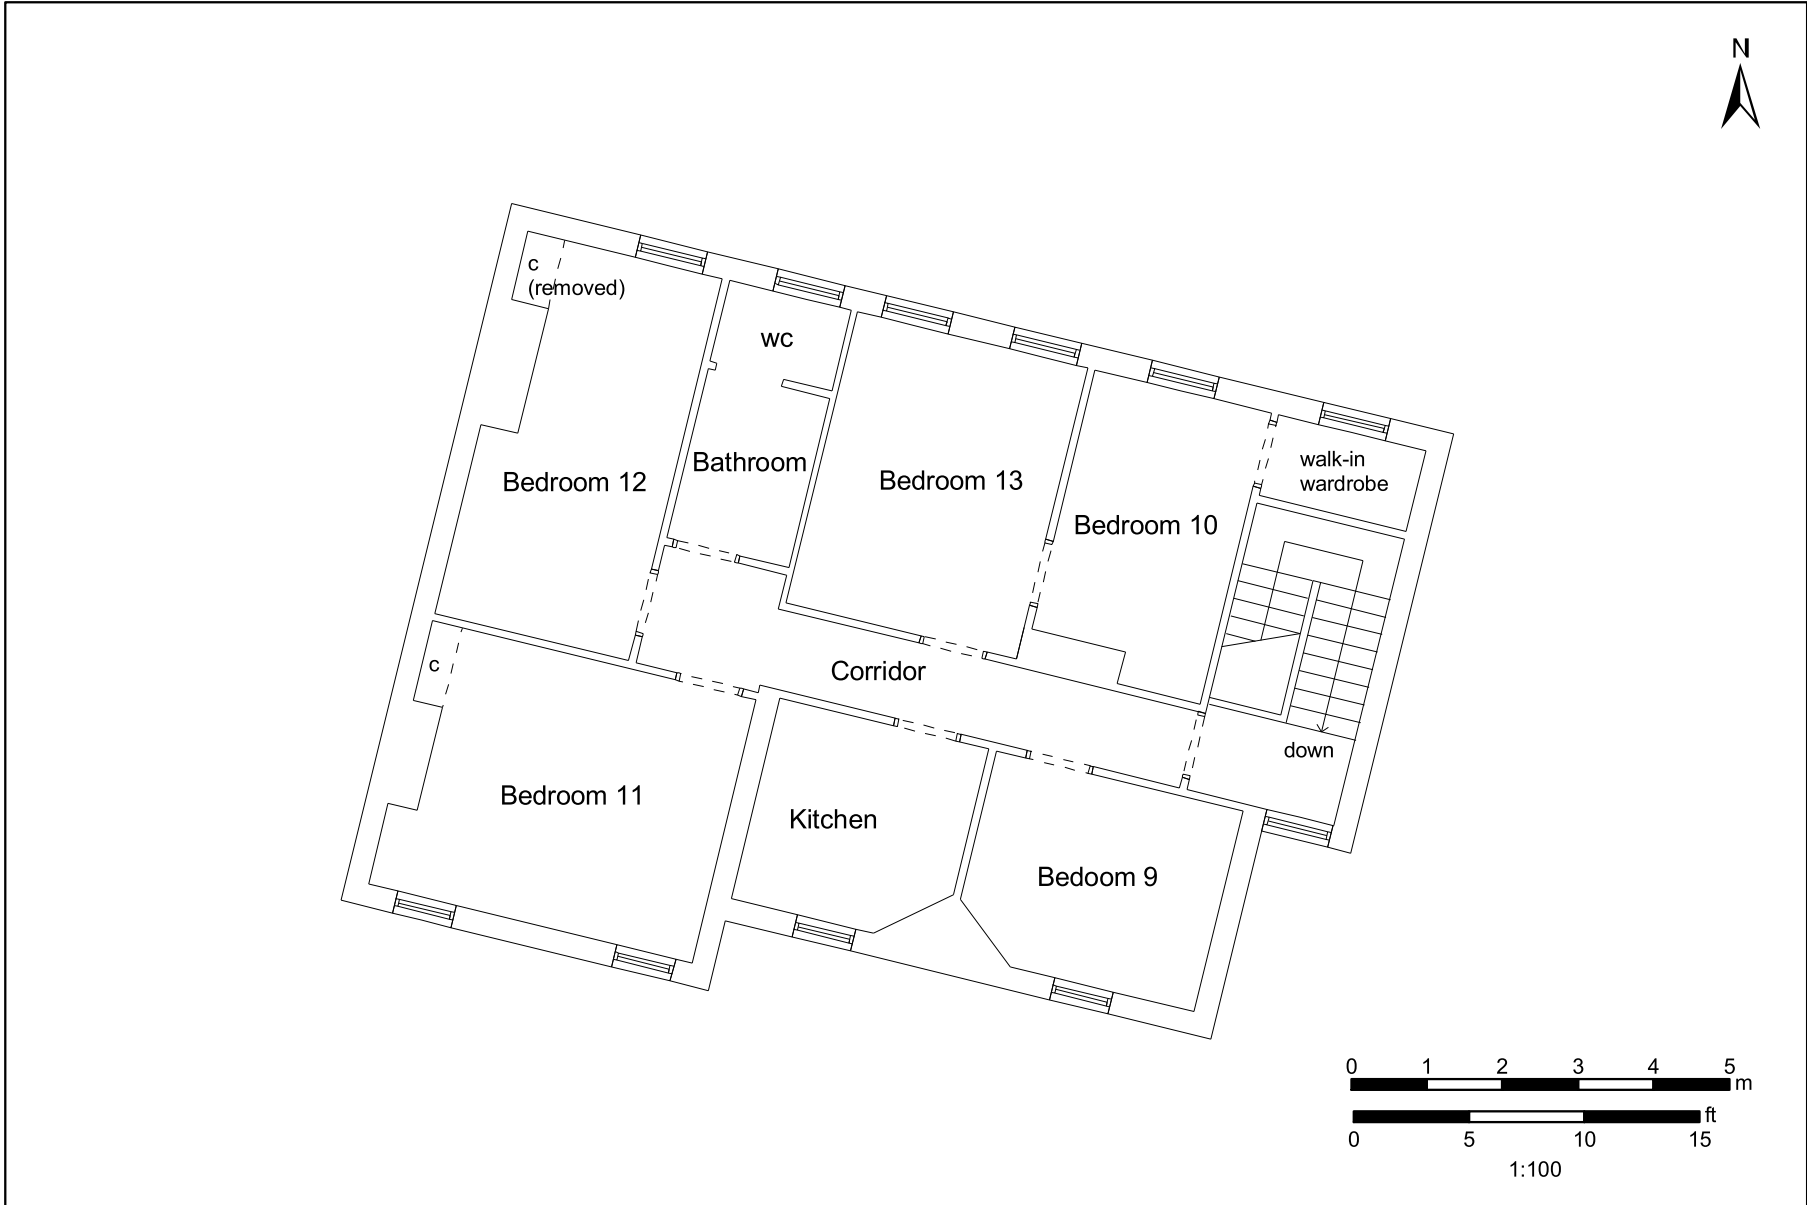 N
c
(removed)
wc
Bathroom
Bedroom 12
Bedroom 13
Bedroom 10
walk-in
wardrobe
c
Corridor
down
Bedroom 11
Kitchen
Bedoom 9
0 1 2 3 4 5
m
ft
0 5 10 15
1:100